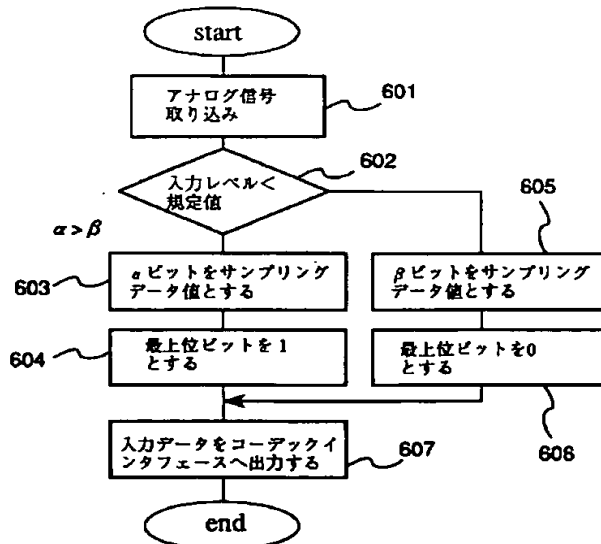 start
アナログ信号
取り込み
601
602
入力レベル<
規定値
605
α>β
603
αビットをサンプリング
データ値とする
βビットをサンプリング
データ値とする
604
最上位ビットを1
とする
最上位ビットを0
とする
606
入力データをコーデックイ
ンタフェースへ出力する
607
end